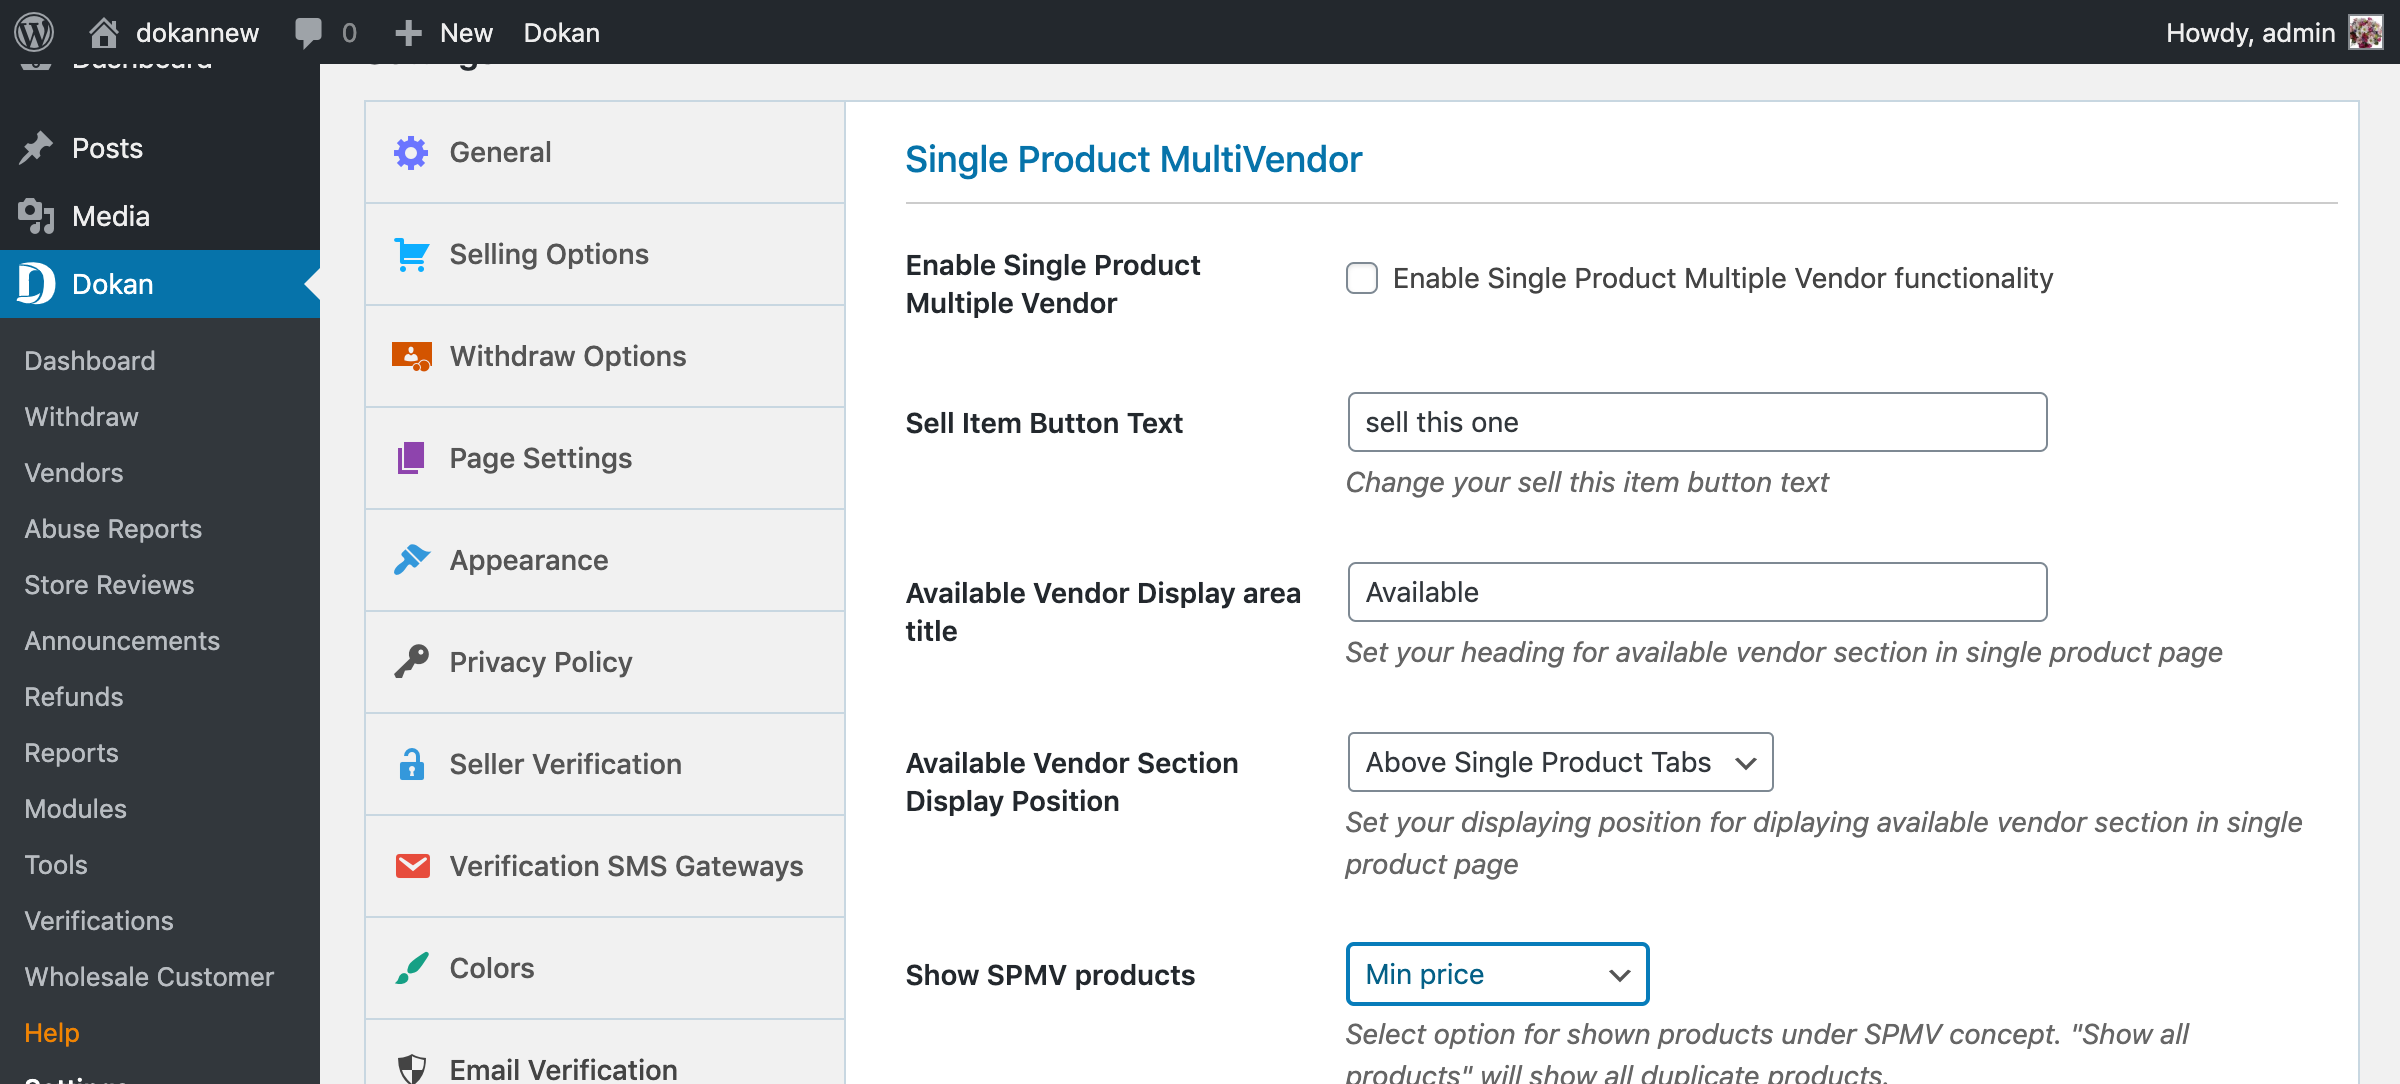 dokannew
0
New
Dokan
Howdy, admin
Dashboard
Posts
Media
Dokan
Dashboard
Withdraw
Vendors
Abuse Reports
Store Reviews
Announcements
Refunds
Reports
Modules
Tools
Verifications
Wholesale Customer
Help
Settings
General
Selling Options
Withdraw Options
Page Settings
Appearance
Privacy Policy
Seller Verification
Verification SMS Gateways
Colors
Email Verification
Single Product MultiVendor
Enable Single Product
Multiple Vendor
Enable Single Product Multiple Vendor functionality
Sell Item Button Text
sell this one
Change your sell this item button text
Available Vendor Display area
title
Available
Set your heading for available vendor section in single product page
Available Vendor Section
Display Position
Above Single Product Tabs
Set your displaying position for diplaying available vendor section in single
product page
Show SPMV products
Min price
Select option for shown products under SPMV concept. "Show all
products" will show all duplicate products.